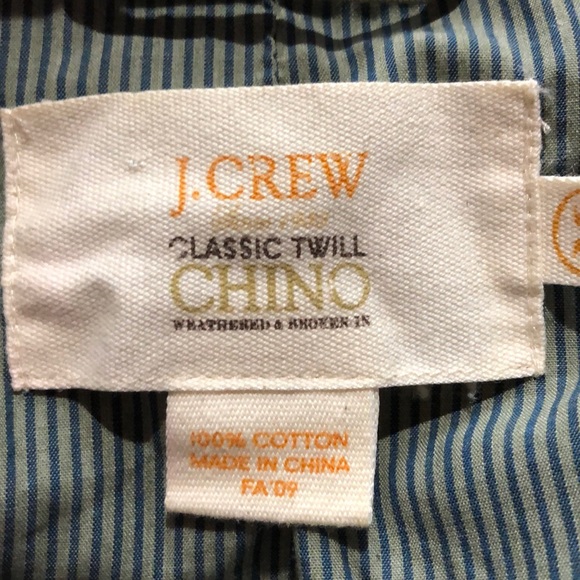 J.CREW
CLASSIC TWILL
CHINO
WEATHERED & BROKEN IN
100% COTTON
MADE IN CHINA
FA'09